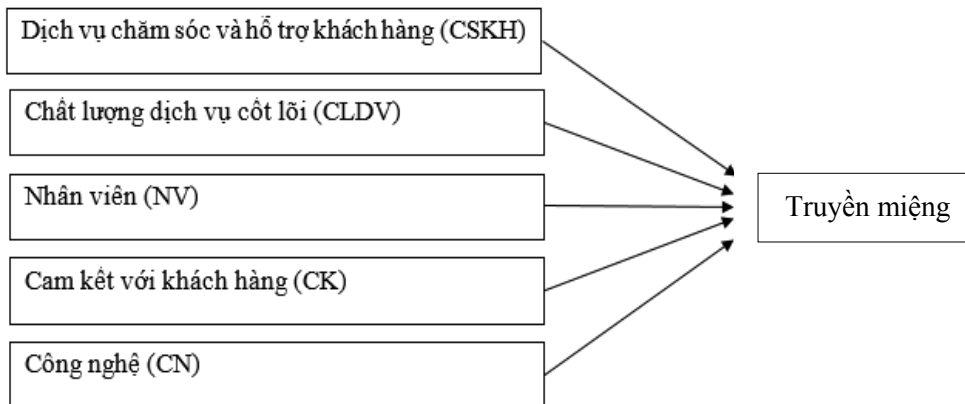 Dịch vụ chăm sóc và hỗ trợ khách hàng (CSKH)
Chất lượng dịch vụ cốt lõi (CLDV)
Nhân viên (NV)
Cam kết với khách hàng (CK)
Công nghệ (CN)
Truyền miệng